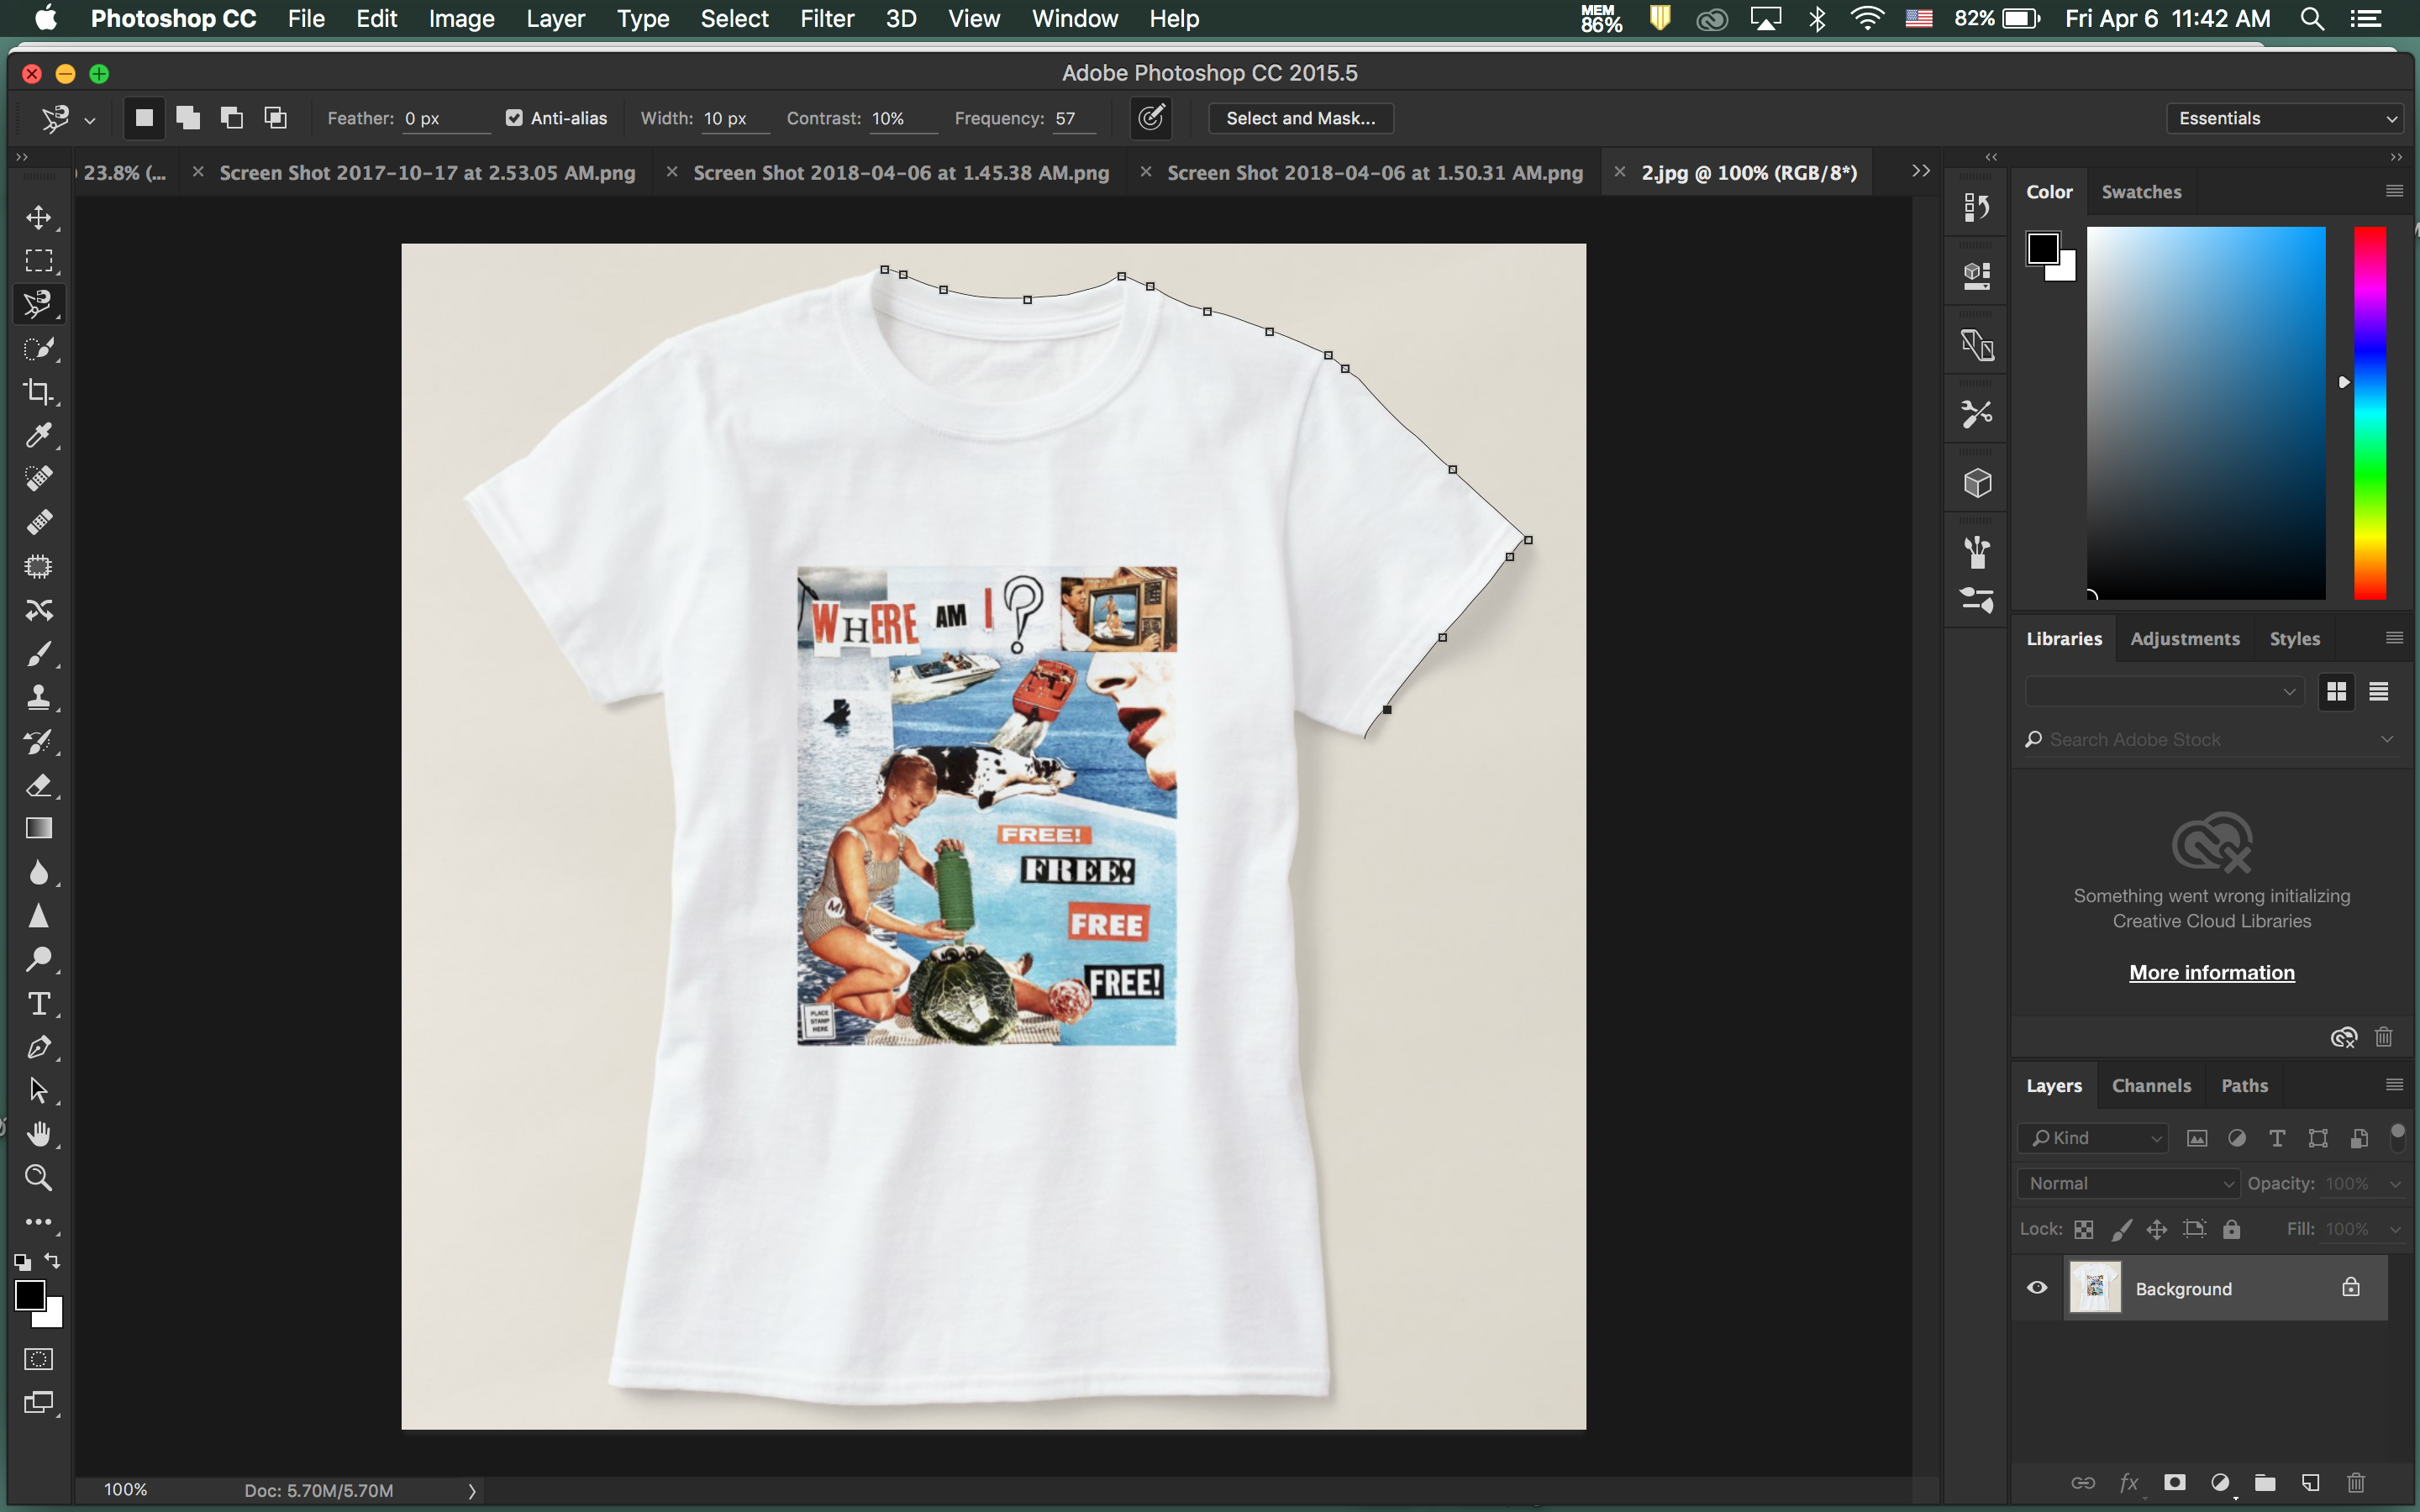 Photoshop CC File Edit Image Layer Type Select Filter 3D View Window Help MEM 86% 82% Fri Apr 6 11:42 AM
Adobe Photoshop CC 2015.5
Feather: 0 px Anti-alias Width: 10 px Contrast: 10% Frequency: 57 Select and Mask... Essentials
23.8% (... × Screen Shot 2017-10-17 at 2.53.05 AM.png × Screen Shot 2018-04-06 at 1.45.38 AM.png × Screen Shot 2018-04-06 at 1.50.31 AM.png × 2.jpg @ 100% (RGB/8*)
Color Swatches
WHERE AM I ?
FREE!
FREE!
FREE
FREE!
PLACE
STAMP
HERE
Libraries Adjustments Styles
Search Adobe Stock
Something went wrong initializing
Creative Cloud Libraries
More information
Layers Channels Paths
Kind
Normal Opacity: 100%
Lock: Fill: 100%
Background
fx
100% Doc: 5.70M/5.70M